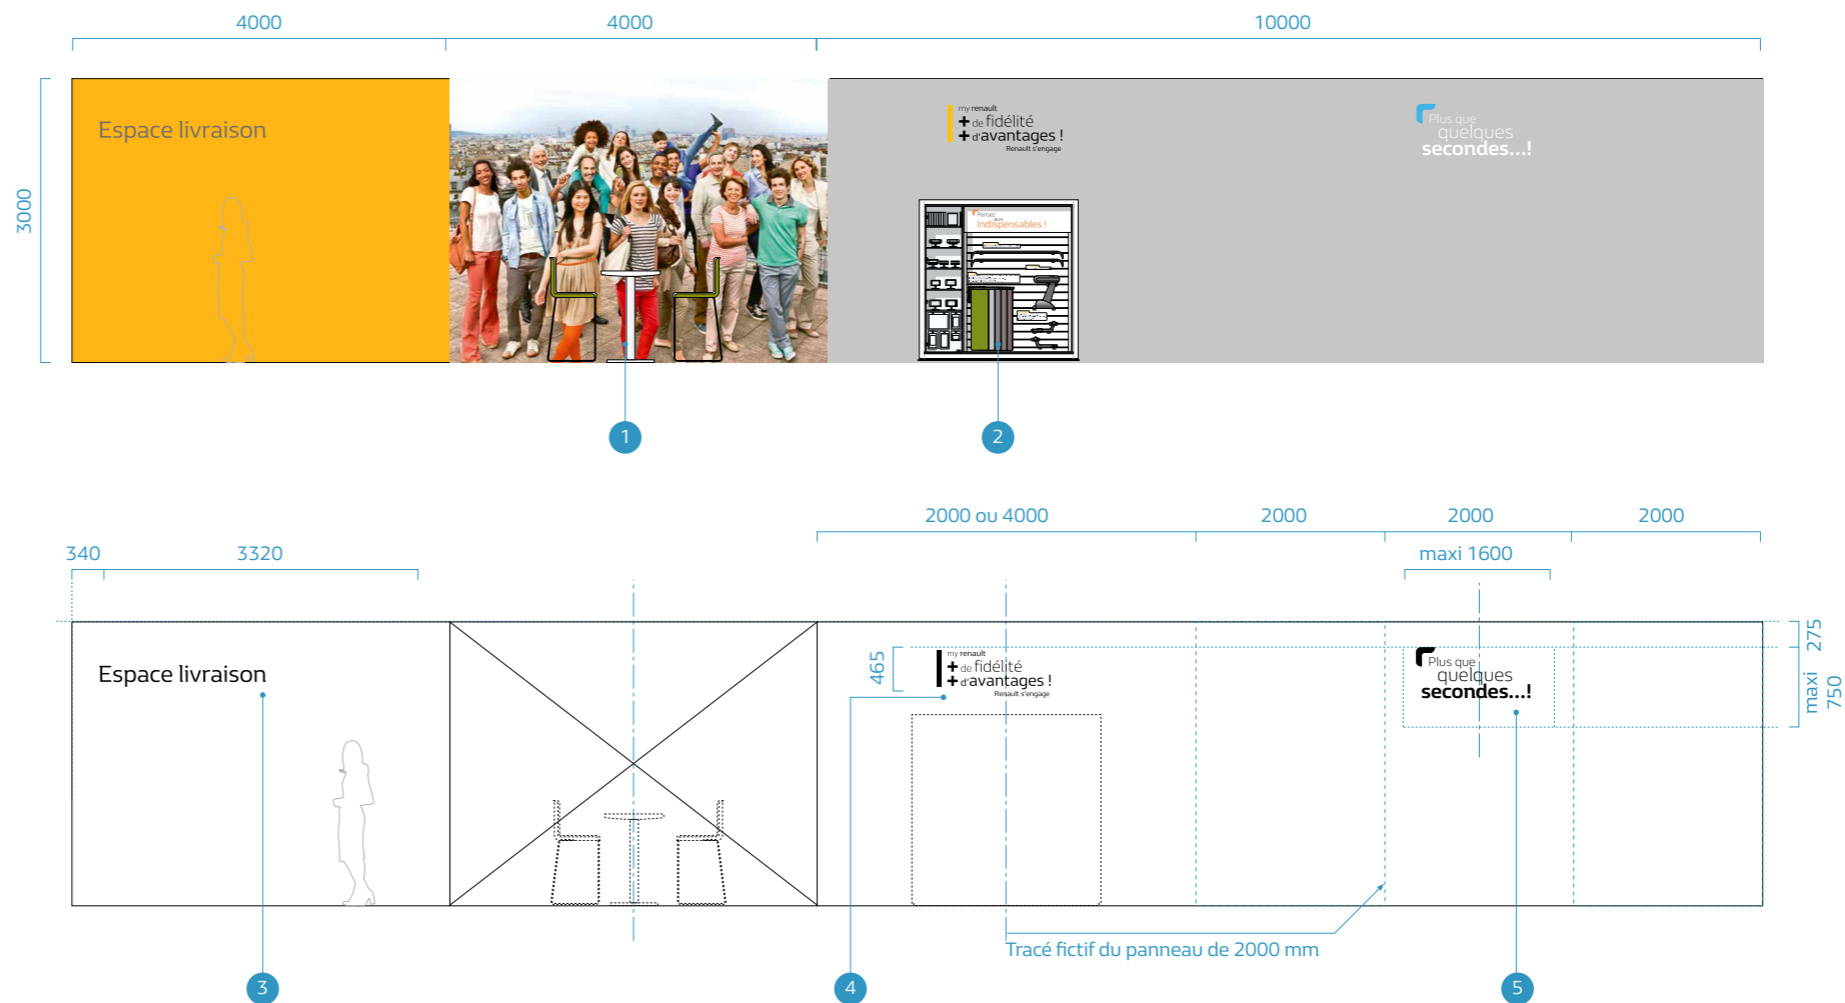 4000
4000
10000
3000
Espace livraison
my renault
+ de fidélité
+ d'avantages !
Renault s'engage
Plus que
quelques
secondes...!
Pensez
aux
indispensables !
1
2
2000 ou 4000
2000
2000
2000
340
3320
maxi 1600
275
maxi
750
465
Espace livraison
my renault
+ de fidélité
+ d'avantages !
Renault s'engage
Plus que
quelques
secondes...!
Tracé fictif du panneau de 2000 mm
3
4
5